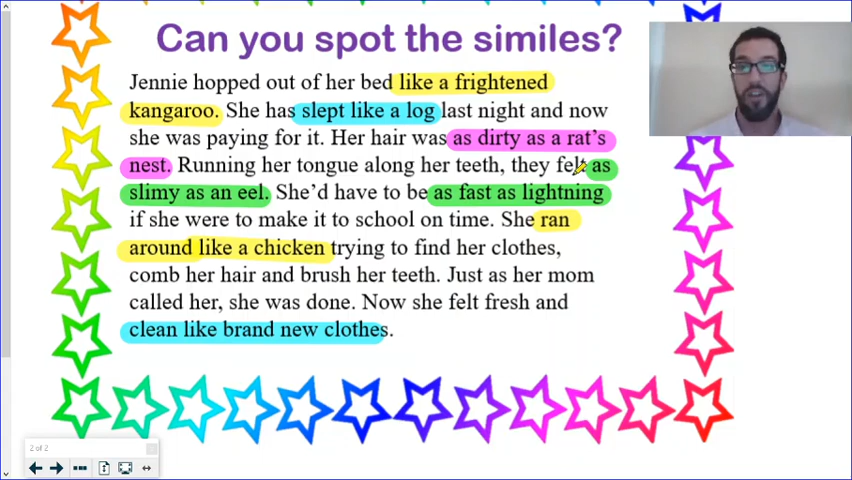 Can you spot the similes?
Jennie hopped out of her bed like a frightened
kangaroo. She has slept like a log last night and now
she was paying for it. Her hair was as dirty as a rat's
nest. Running her tongue along her teeth, they felt as
slimy as an eel. She'd have to be as fast as lightning
if she were to make it to school on time. She ran
around like a chicken trying to find her clothes,
comb her hair and brush her teeth. Just as her mom
called her, she was done. Now she felt fresh and
clean like brand new clothes.
2 of 2